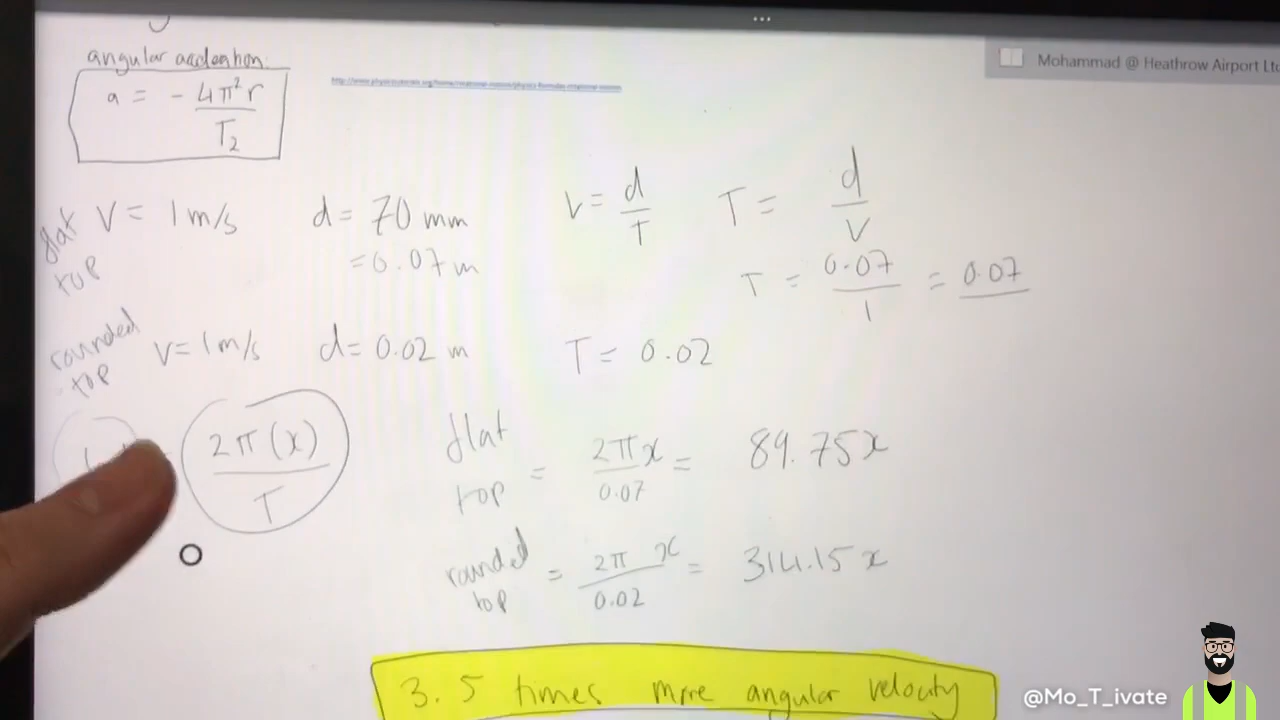 angular accleation:
a = - 4π²r / T₂
Mohammad @ Heathrow Airport Ltd
flat top V = 1 m/s d = 70 mm V = d / T T = d / V
= 0.07 m T = 0.07 / 1 = 0.07
rounded top V = 1 m/s d = 0.02 m T = 0.02
2π(x) / T
flat top = 2πx / 0.07 = 89.75x
rounded top = 2π x / 0.02 = 314.15 x
3.5 times more angular velocity
@Mo_T_ivate